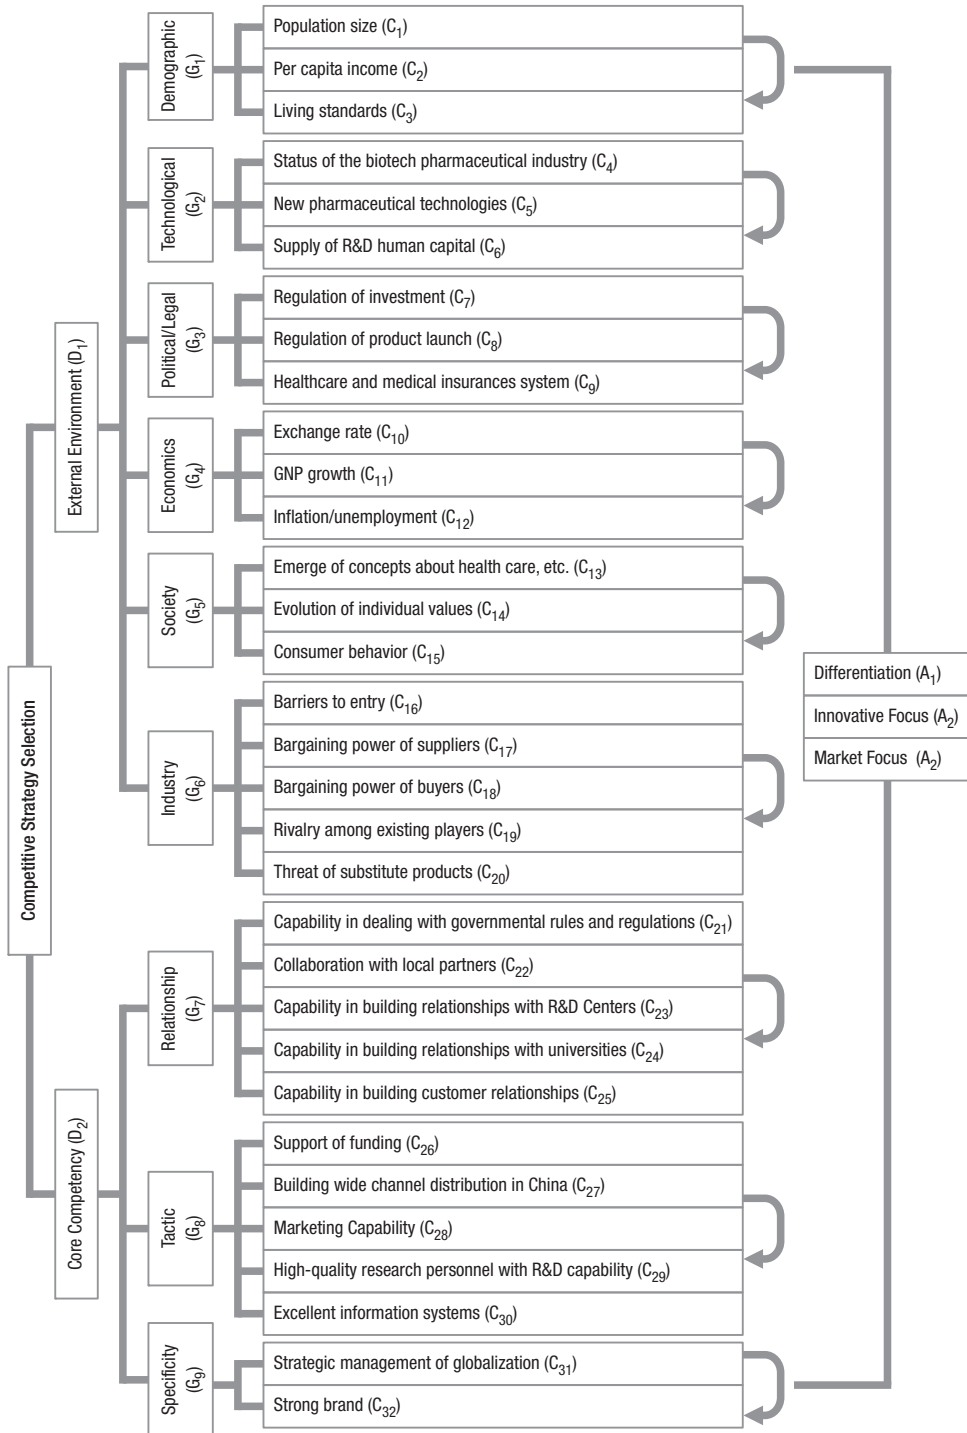 Competitive Strategy Selection
External Environment (D1)
Demographic
(G1)
Population size (C1)
Per capita income (C2)
Living standards (C3)
Technological
(G2)
Status of the biotech pharmaceutical industry (C4)
New pharmaceutical technologies (C5)
Supply of R&D human capital (C6)
Political/Legal
(G3)
Regulation of investment (C7)
Regulation of product launch (C8)
Healthcare and medical insurances system (C9)
Economics
(G4)
Exchange rate (C10)
GNP growth (C11)
Inflation/unemployment (C12)
Society
(G5)
Emerge of concepts about health care, etc. (C13)
Evolution of individual values (C14)
Consumer behavior (C15)
Industry
(G6)
Barriers to entry (C16)
Bargaining power of suppliers (C17)
Bargaining power of buyers (C18)
Rivalry among existing players (C19)
Threat of substitute products (C20)
Core Competency (D2)
Relationship
(G7)
Capability in dealing with governmental rules and regulations (C21)
Collaboration with local partners (C22)
Capability in building relationships with R&D Centers (C23)
Capability in building relationships with universities (C24)
Capability in building customer relationships (C25)
Tactic
(G8)
Support of funding (C26)
Building wide channel distribution in China (C27)
Marketing Capability (C28)
High-quality research personnel with R&D capability (C29)
Excellent information systems (C30)
Specificity
(G9)
Strategic management of globalization (C31)
Strong brand (C32)
Differentiation (A1)
Innovative Focus (A2)
Market Focus (A2)